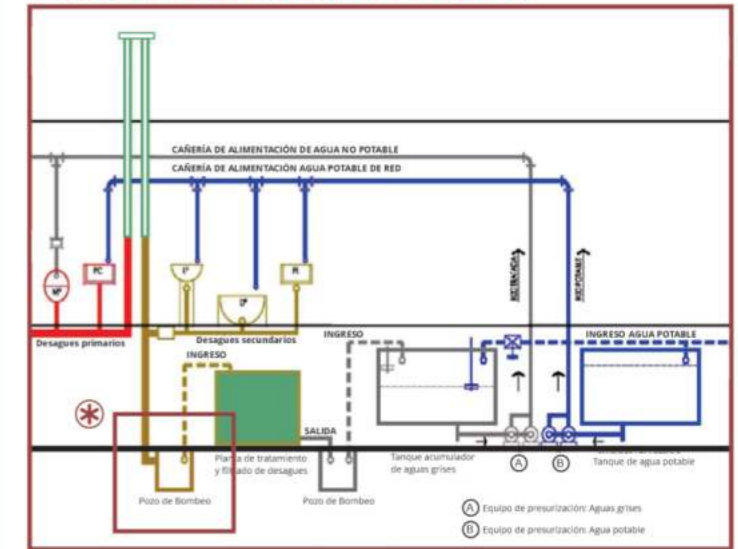 CAÑERÍA DE ALIMENTACIÓN DE AGUA NO POTABLE
CAÑERÍA DE ALIMENTACIÓN AGUA POTABLE DE RED
PC
Desagues primarios
Desagues secundarios
INGRESO
INGRESO AGUA POTABLE
INGRESO
SALIDA
Planta de tratamiento
y filtrado de desagues
Tanque acumulador
de aguas grises
Tanque de agua potable
A
B
Pozo de Bombeo
Pozo de Bombeo
A Equipo de presurización: Aguas grises
B Equipo de presurización: Agua potable